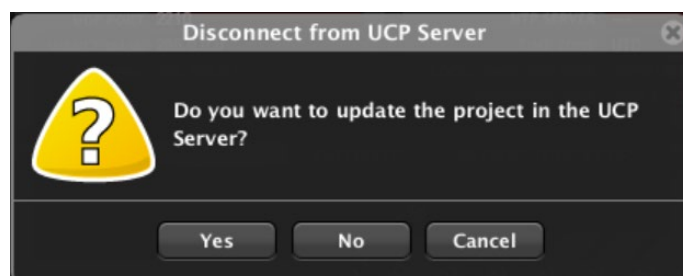 Disconnect from UCP Server
Do you want to update the project in the UCP
Server?
Yes No Cancel